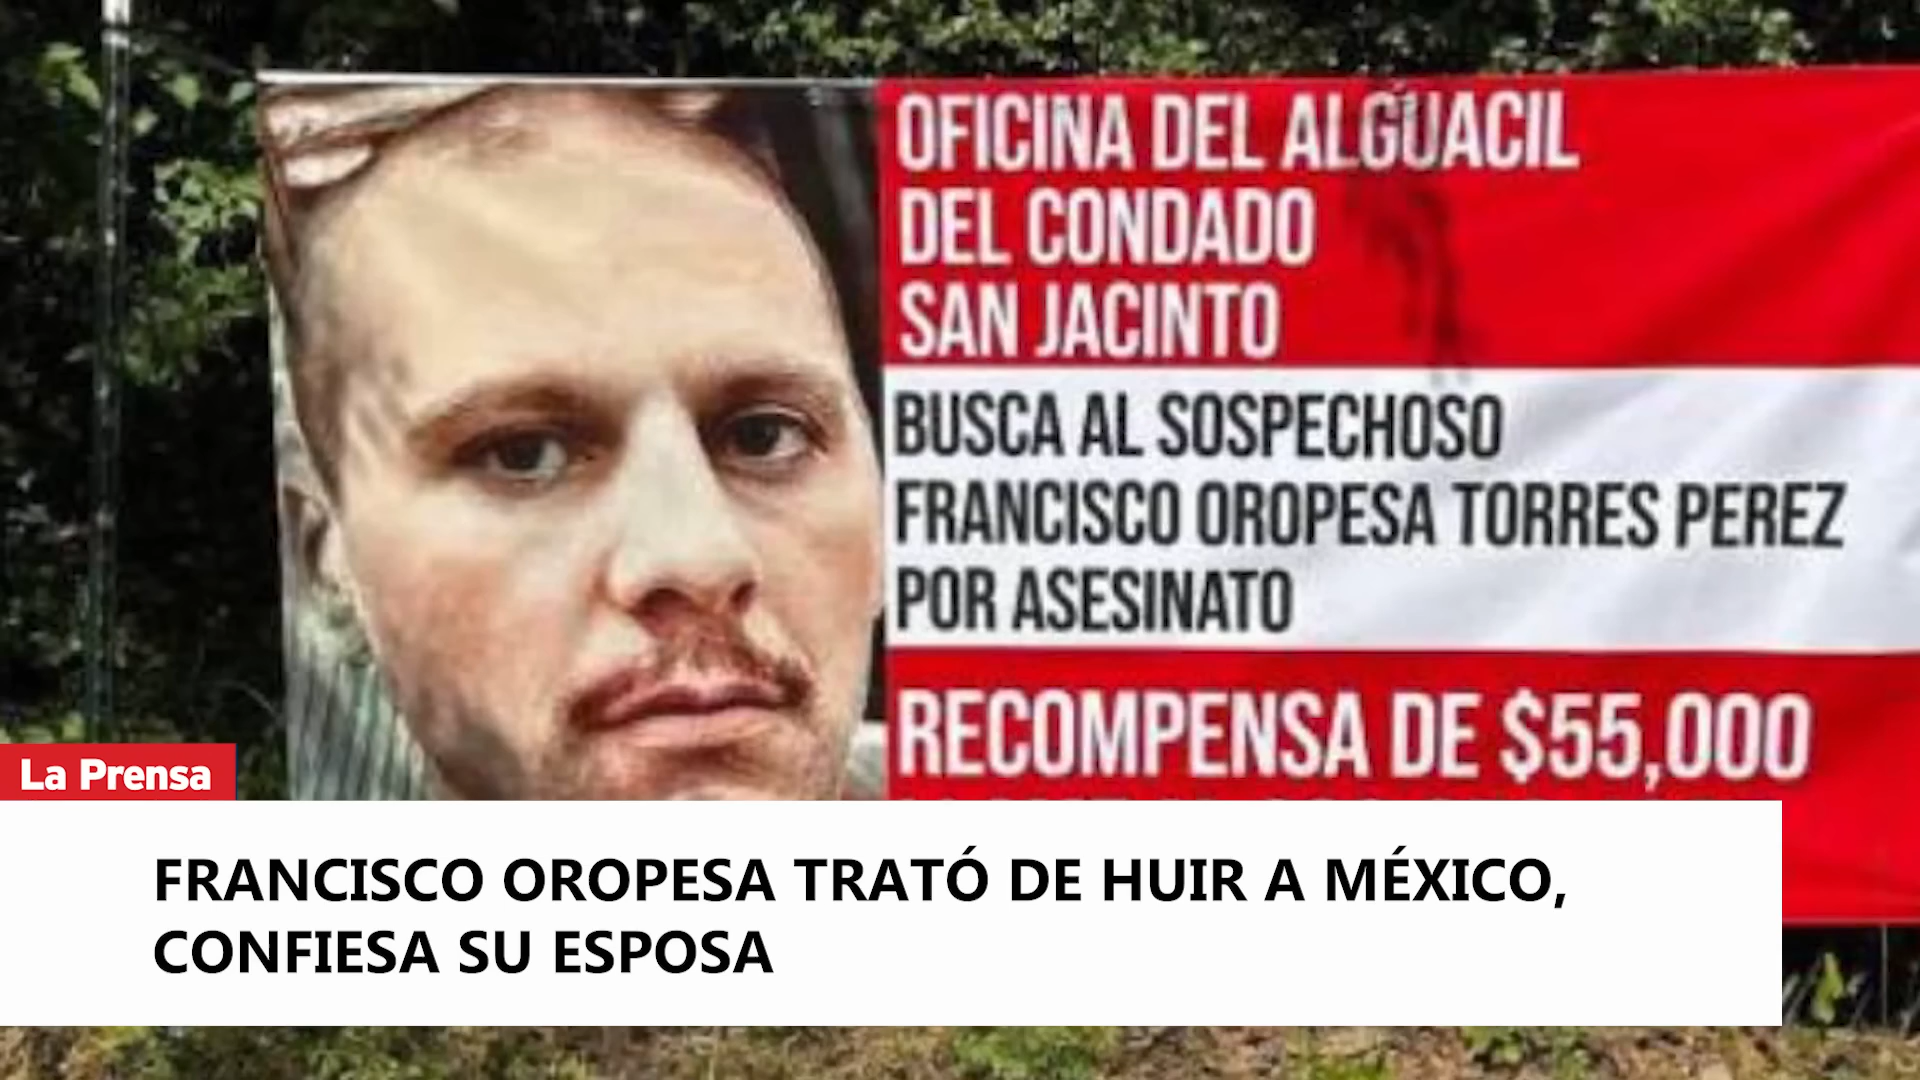 OFICINA DEL ALGUACIL
DEL CONDADO
SAN JACINTO
BUSCA AL SOSPECHOSO
FRANCISCO OROPESA TORRES PEREZ
POR ASESINATO
RECOMPENSA DE $55,000
La Prensa
FRANCISCO OROPESA TRATÓ DE HUIR A MÉXICO,
CONFIESA SU ESPOSA